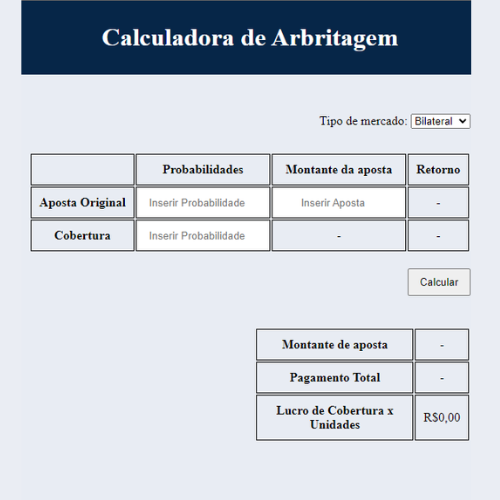 Calculadora de Arbritagem
Tipo de mercado: Bilateral
Probabilidades Montante da aposta Retorno
Aposta Original Inserir Probabilidade Inserir Aposta -
Cobertura Inserir Probabilidade - -
Calcular
Montante de aposta -
Pagamento Total -
Lucro de Cobertura x
Unidades R$0,00